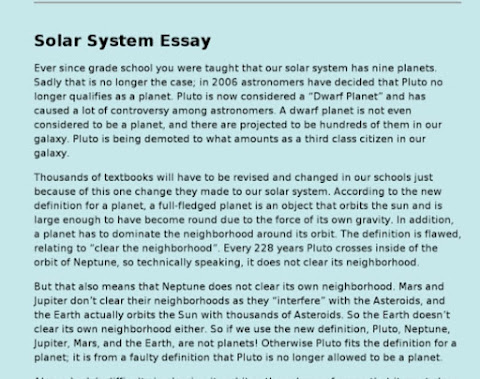 Solar System Essay
Ever since grade school you were taught that our solar system has nine planets.
Sadly that is no longer the case; in 2006 astronomers have decided that Pluto no
longer qualifies as a planet. Pluto is now considered a “Dwarf Planet” and has
caused a lot of controversy among astronomers. A dwarf planet is not even
considered to be a planet, and there are projected to be hundreds of them in our
galaxy. Pluto is being demoted to what amounts as a third class citizen in our
galaxy.
Thousands of textbooks will have to be revised and changed in our schools just
because of this one change they made to our solar system. According to the new
definition for a planet, a full-fledged planet is an object that orbits the sun and is
large enough to have become round due to the force of its own gravity. In addition,
a planet has to dominate the neighborhood around its orbit. The definition is flawed,
relating to “clear the neighborhood”. Every 228 years Pluto crosses inside of the
orbit of Neptune, so technically speaking, it does not clear its neighborhood.
But that also means that Neptune does not clear its own neighborhood. Mars and
Jupiter don’t clear their neighborhoods as they “interfere” with the Asteroids, and
the Earth actually orbits the Sun with thousands of Asteroids. So the Earth doesn’t
clear its own neighborhood either. So if we use the new definition, Pluto, Neptune,
Jupiter, Mars, and the Earth, are not planets! Otherwise Pluto fits the definition for a
planet; it is from a faulty definition that Pluto is no longer allowed to be a planet.